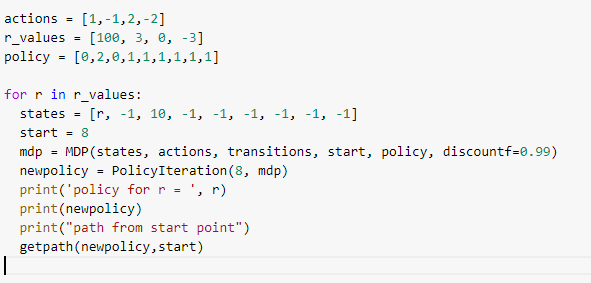 actions = [1,-1,2,-2]
r_values = [100, 3, 0, -3]
policy = [0,2,0,1,1,1,1,1,1]
for r in r_values:
  states = [r, -1, 10, -1, -1, -1, -1, -1, -1]
  start = 8
  mdp = MDP(states, actions, transitions, start, policy, discountf=0.99)
  newpolicy = PolicyIteration(8, mdp)
  print('policy for r = ', r)
  print(newpolicy)
  print("path from start point")
  getpath(newpolicy,start)